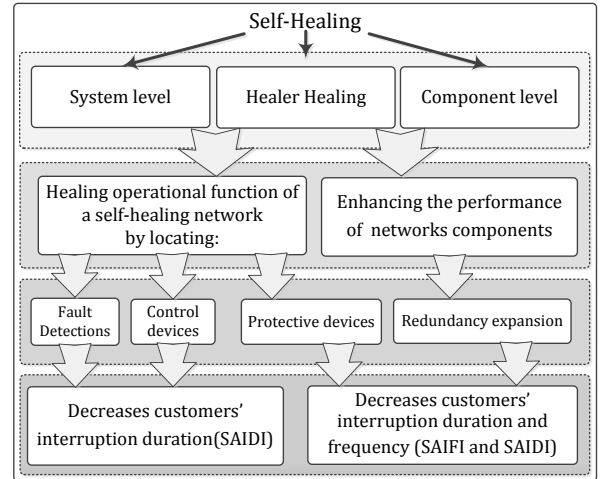 Self-Healing
System level
Healer Healing
Component level
Healing operational function of
a self-healing network
by locating:
Enhancing the performance
of networks components
Fault
Detections
Control
devices
Protective devices
Redundancy expansion
Decreases customers'
interruption duration(SAIDI)
Decreases customers'
interruption duration and
frequency (SAIFI and SAIDI)